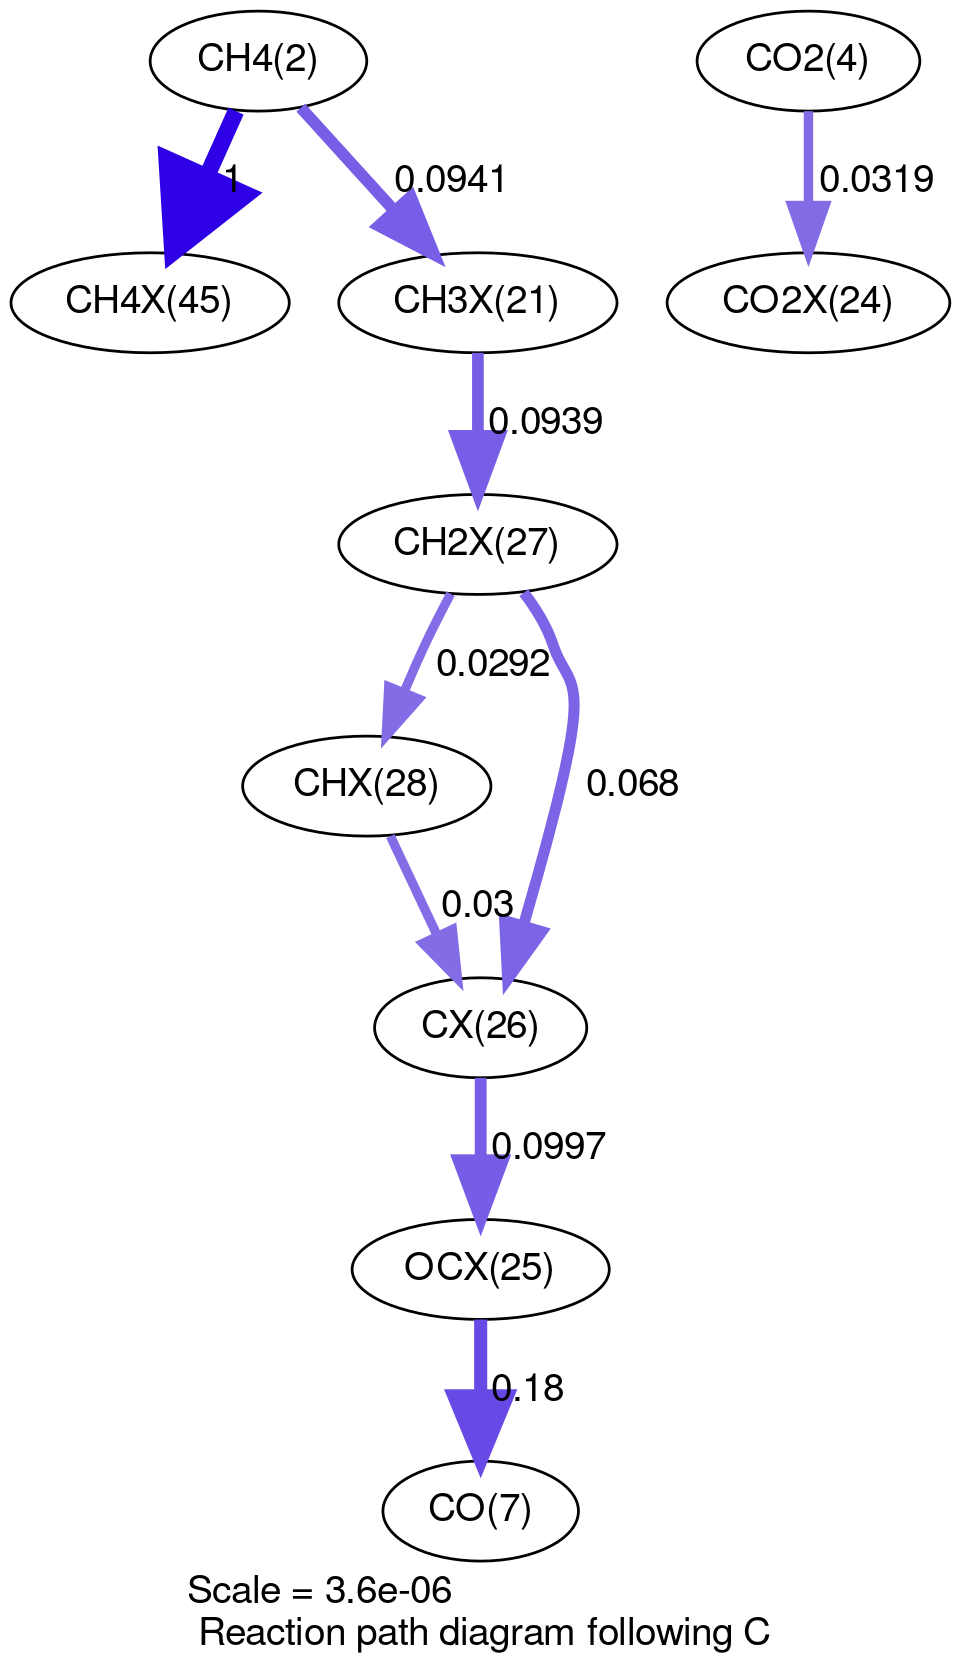 CH4(2)
CO2(4)
1
0.0941
0.0319
CH4X(45)
CH3X(21)
CO2X(24)
0.0939
CH2X(27)
0.0292
CHX(28)
0.068
0.03
CX(26)
0.0997
OCX(25)
0.18
CO(7)
Scale = 3.6e-06
Reaction path diagram following C